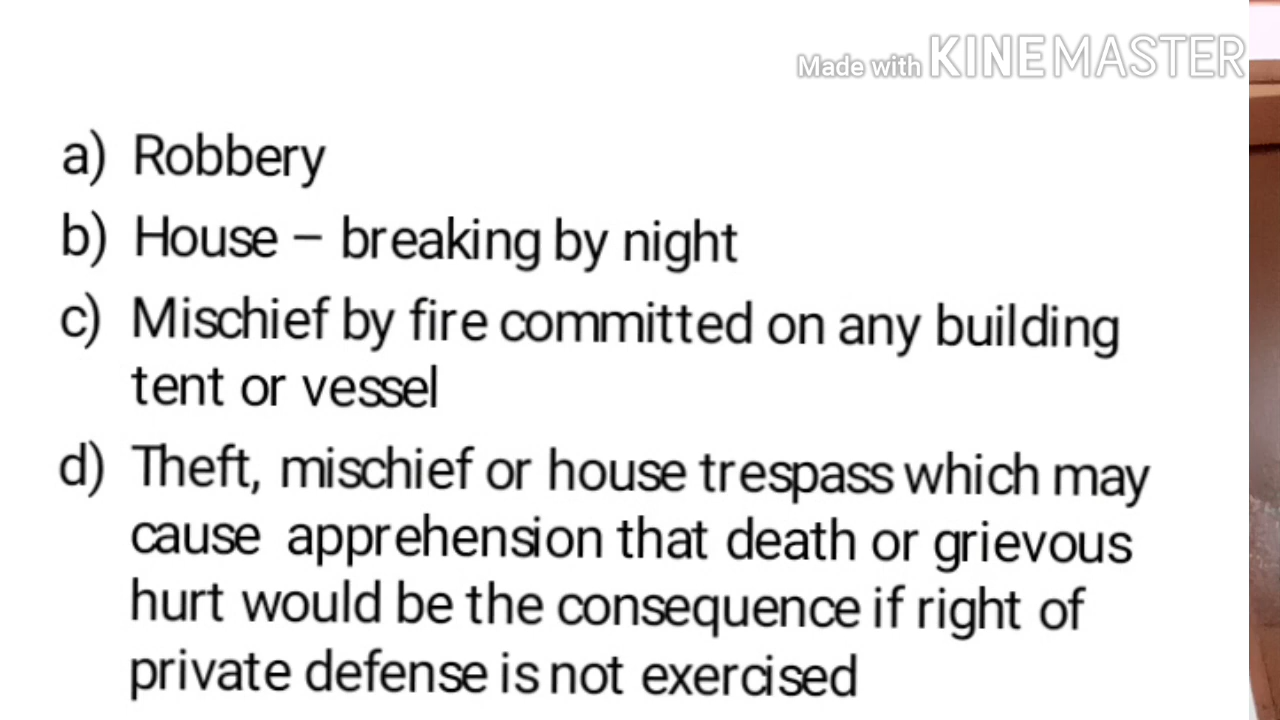 Made with KINEMASTER
a) Robbery
b) House – breaking by night
c) Mischief by fire committed on any building
tent or vessel
d) Theft, mischief or house trespass which may
cause apprehension that death or grievous
hurt would be the consequence if right of
private defense is not exercised